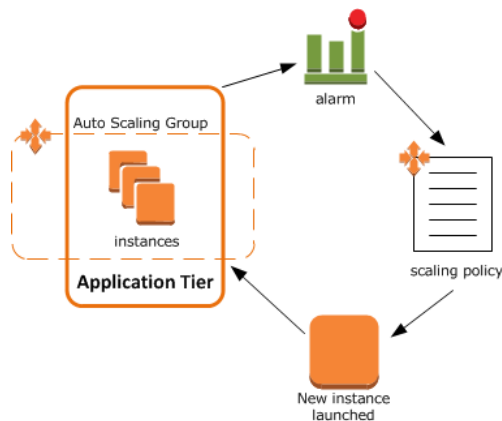 alarm
Auto Scaling Group
instances
Application Tier
scaling policy
New instance
launched